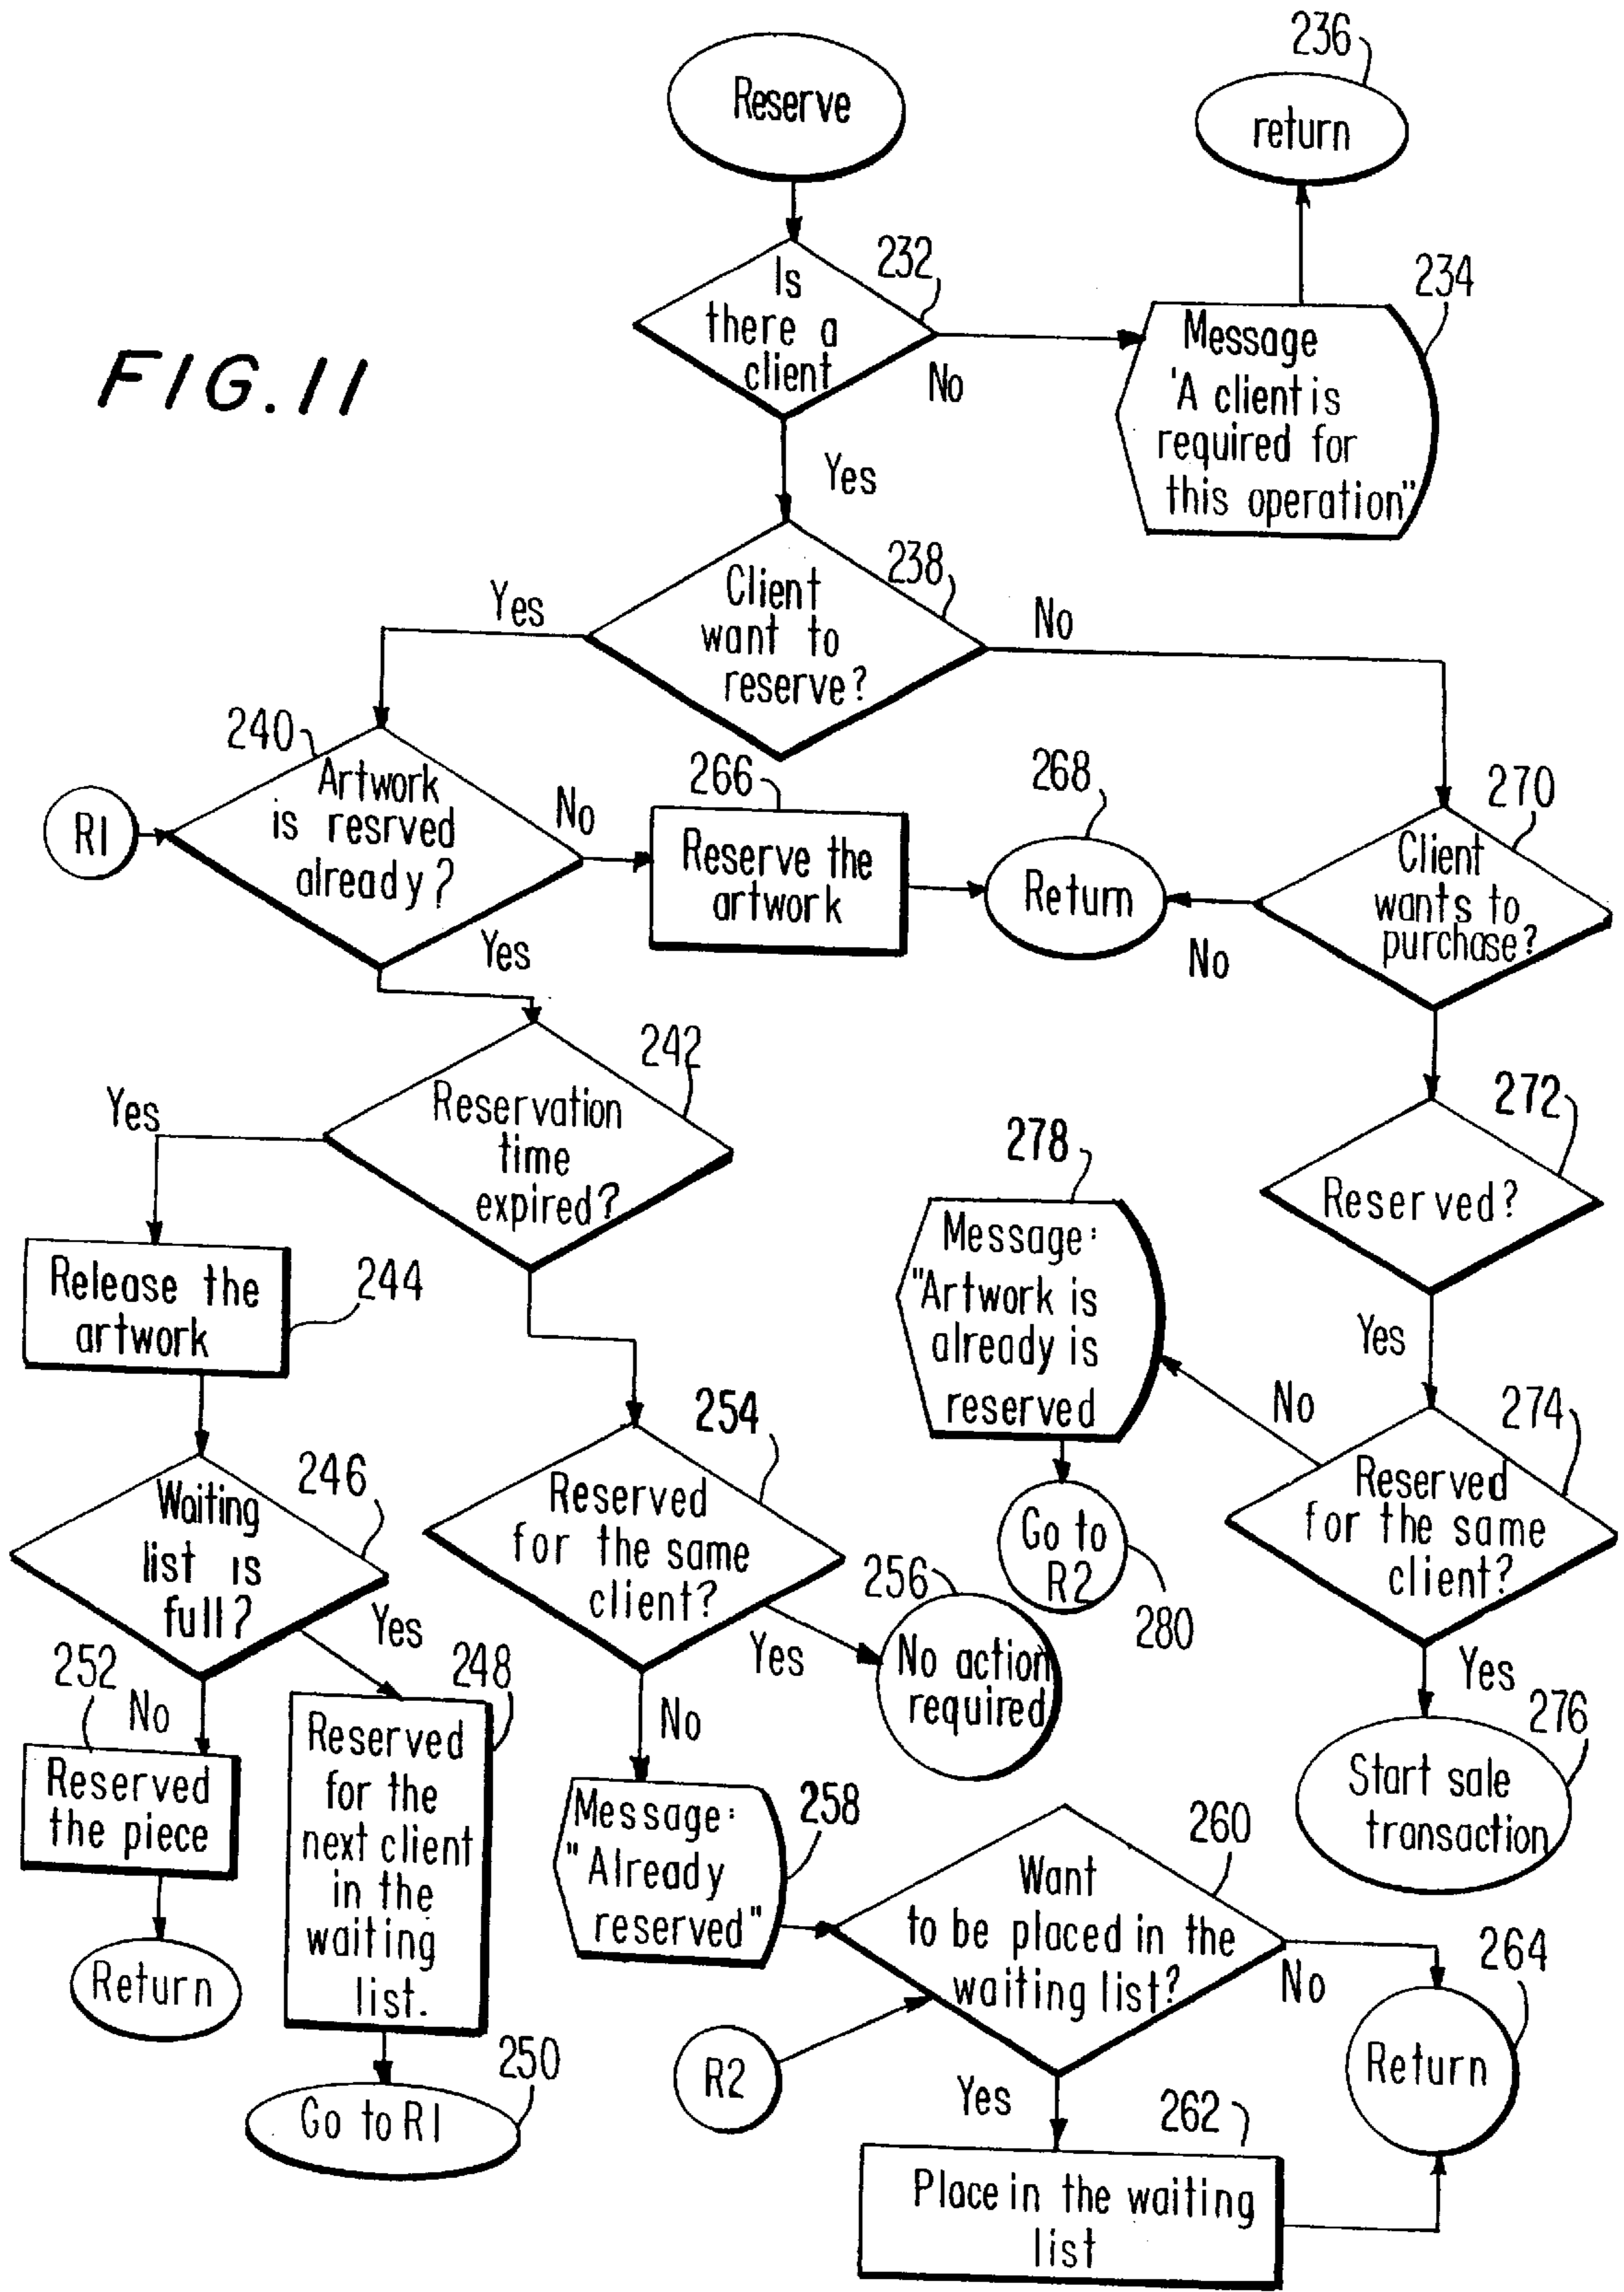 FIG.11
Reserve
236
return
232
Is
there a
client
No
234
Message
'A client is
required for
this operation"
Yes
238
Client
want to
reserve?
Yes
No
240
Artwork
is resrved
already?
R1
No
Yes
266
Reserve the
artwork
268
Return
270
Client
wants to
purchase?
No
242
Reservation
time
expired?
Yes
272
Reserved?
Yes
278
Message:
"Artwork is
already is
reserved
No
244
Release the
artwork
254
Reserved
for the same
client?
274
Reserved
for the same
client?
246
Waiting
list is
full?
Yes
No
Go to
R2
280
256
No action
required
Yes
No
Yes
276
Start sale
transaction
252
Reserved
the piece
Return
248
Reserved
for the
next client
in the
waiting
list.
250
Go to R1
258
Message:
"Already
reserved"
260
Want
to be placed in the
waiting list?
No
Yes
R2
264
Return
262
Place in the waiting
list